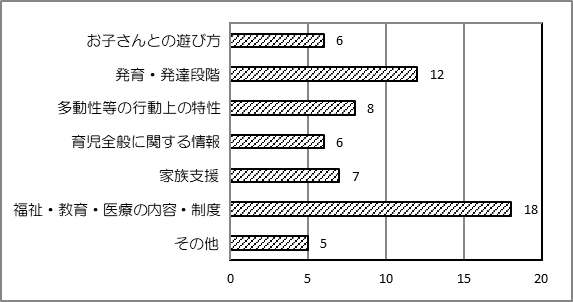 お子さんとの遊び方 6
発育・発達段階 12
多動性等の行動上の特性 8
育児全般に関する情報 6
家族支援 7
福祉・教育・医療の内容・制度 18
その他 5
0 5 10 15 20